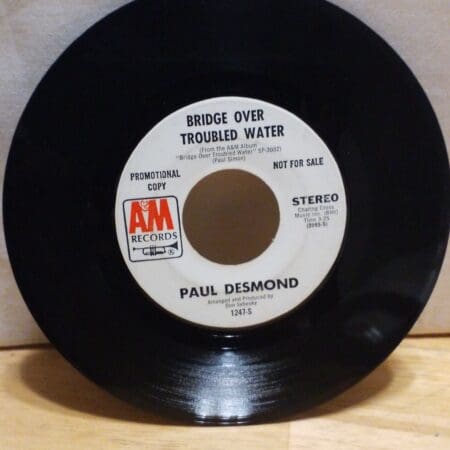 BRIDGE OVER
TROUBLED WATER
(From the A&M Album
"Bridge Over Troubled Water" SP-3032)
(Paul Simon)
PROMOTIONAL
COPY
NOT FOR SALE
A&M
RECORDS
STEREO
Charing Cross
Music Inc. (BMI)
Time 3:25
PAUL DESMOND
Arranged and Produced by
Don Sebesky
1247-S